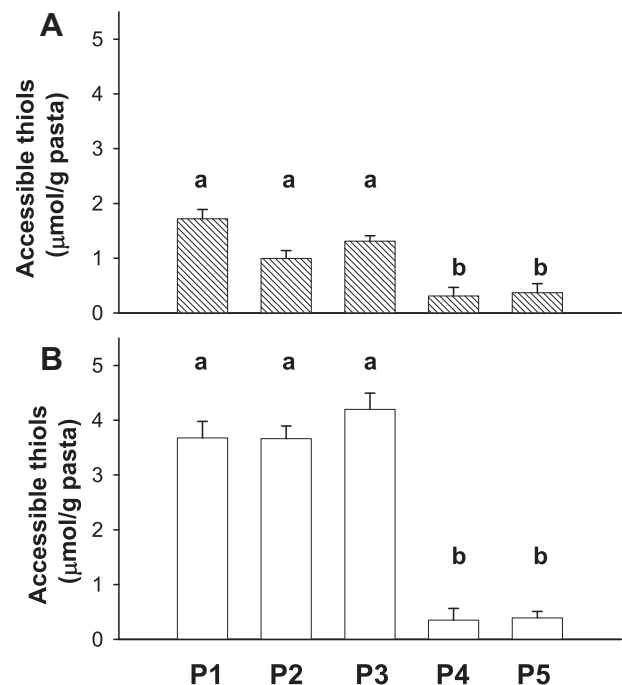 A
Accessible thiols
(μmol/g pasta)
5
4
3
2
1
0
a a a
b b
B
Accessible thiols
(μmol/g pasta)
5
4
3
2
1
0
a a a
b b
P1 P2 P3 P4 P5